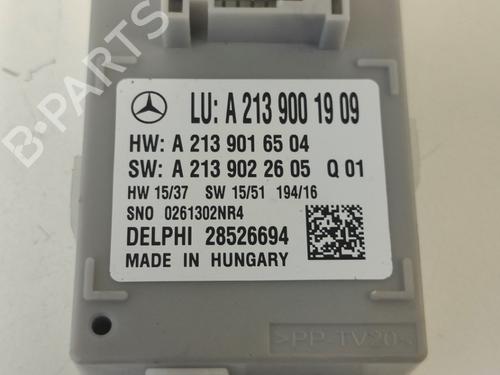 LU: A 213 900 19 09
HW: A 213 901 65 04
SW: A 213 902 26 05 Q 01
HW 15/37 SW 15/51 194/16
SNO 0261302NR4
DELPHI 28526694
MADE IN HUNGARY
>PP-TV20<
B